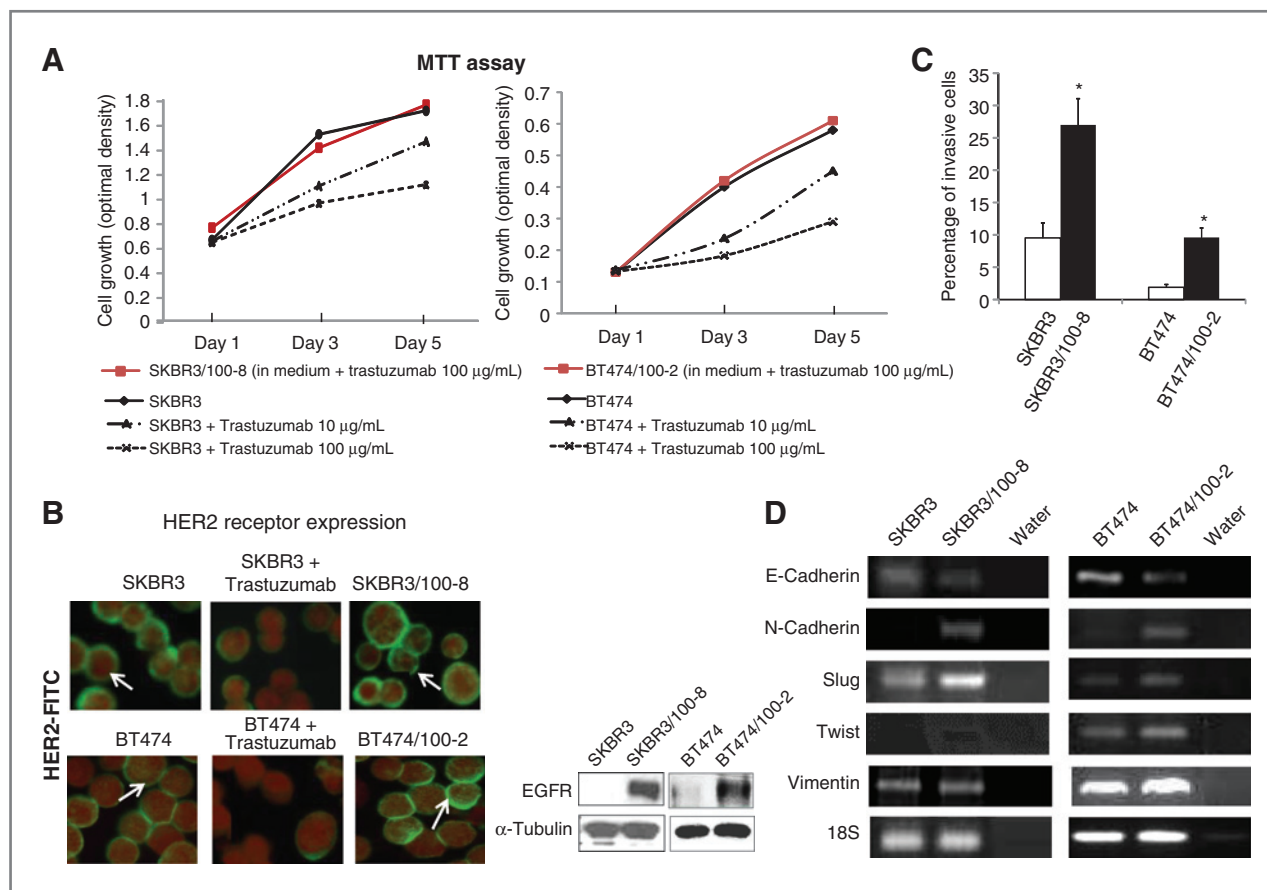 A
MTT assay
Cell growth (optimal density)
1.8
1.6
1.4
1.2
1
0.8
0.6
0.4
0.2
0
Day 1 Day 3 Day 5
SKBR3/100-8 (in medium + trastuzumab 100 µg/mL)
SKBR3
SKBR3 + Trastuzumab 10 µg/mL
SKBR3 + Trastuzumab 100 µg/mL
Cell growth (optimal density)
0.7
0.6
0.5
0.4
0.3
0.2
0.1
0
Day 1 Day 3 Day 5
BT474/100-2 (in medium + trastuzumab 100 µg/mL)
BT474
BT474 + Trastuzumab 10 µg/mL
BT474 + Trastuzumab 100 µg/mL
C
Percentage of invasive cells
35
30
25
20
15
10
5
0
*
*
SKBR3
SKBR3/100-8
BT474
BT474/100-2
B
HER2 receptor expression
HER2-FITC
SKBR3
SKBR3 +
Trastuzumab
SKBR3/100-8
BT474
BT474 +
Trastuzumab
BT474/100-2
SKBR3
SKBR3/100-8
BT474
BT474/100-2
EGFR
α-Tubulin
D
SKBR3
SKBR3/100-8
Water
BT474
BT474/100-2
Water
E-Cadherin
N-Cadherin
Slug
Twist
Vimentin
18S